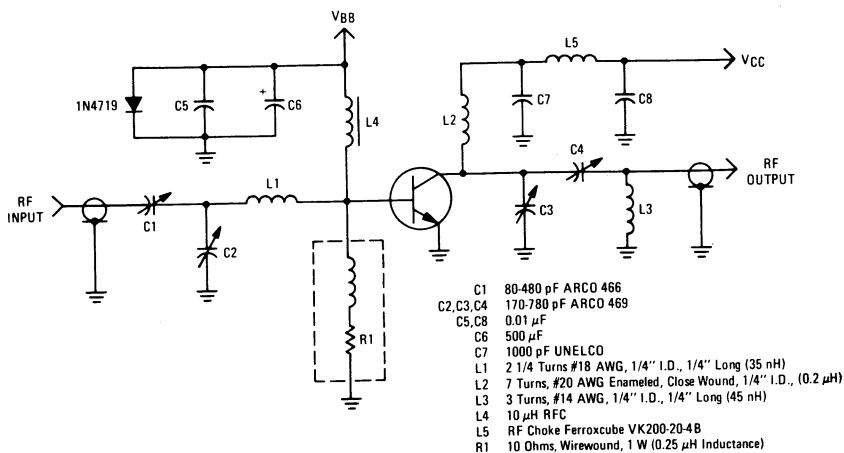 VBB
L5
VCC
1N4719
C5
+
C6
L4
L2
C7
C8
C4
RF
INPUT
C1
L1
C2
C3
L3
RF
OUTPUT
R1
C1 80-480 pF ARCO 466
C2,C3,C4 170-780 pF ARCO 469
C5,C8 0.01 μF
C6 500 μF
C7 1000 pF UNELCO
L1 2 1/4 Turns #18 AWG, 1/4" I.D., 1/4" Long (35 nH)
L2 7 Turns, #20 AWG Enameled, Close Wound, 1/4" I.D., (0.2 μH)
L3 3 Turns, #14 AWG, 1/4" I.D., 1/4" Long (45 nH)
L4 10 μH RFC
L5 RF Choke Ferroxcube VK200-20-4B
R1 10 Ohms, Wirewound, 1 W (0.25 μH Inductance)